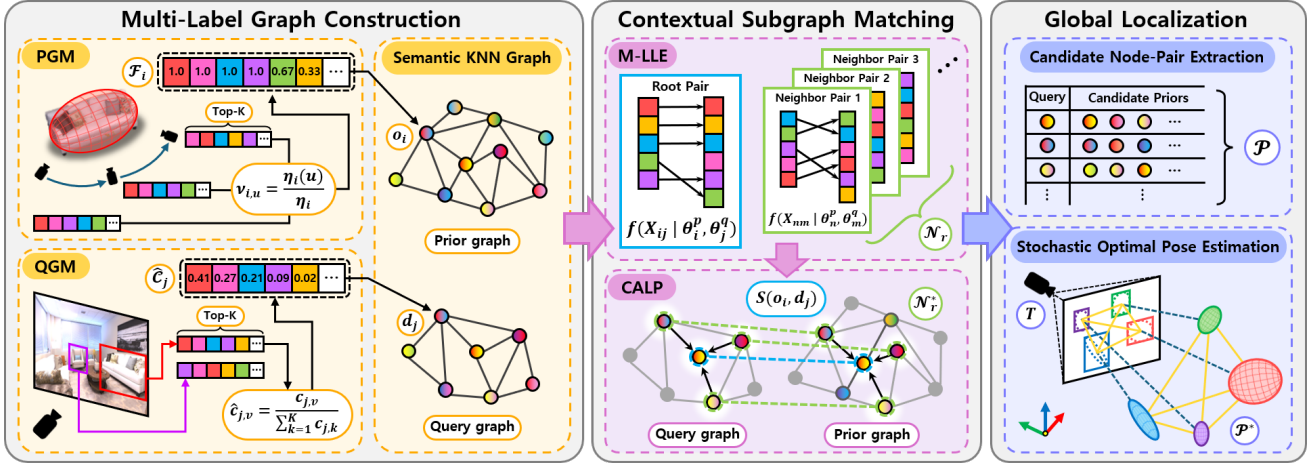 Multi-Label Graph Construction
PGM
ℱᵢ
1.0 1.0 1.0 1.0 0.67 0.33 ...
Top-K
...
...
...
νᵢ,ᵤ = ηᵢ(u) / ηᵢ
Semantic KNN Graph
oᵢ
Prior graph
QGM
Ĉⱼ
0.41 0.27 0.21 0.09 0.02 ...
Top-K
...
...
ĉⱼ,ᵥ = cⱼ,ᵥ / ∑ᴷₖ₌₁ cⱼ,ₖ
dⱼ
Query graph
Contextual Subgraph Matching
M-LLE
Root Pair
f(Xᵢⱼ | θᵢᵖ, θⱼ^q)
Neighbor Pair 3
Neighbor Pair 2
Neighbor Pair 1
...
f(Xₙₘ | θₙᵖ, θₘ^q)
𝒩ᵣ
CALP
S(oᵢ, dⱼ)
𝒩ᵣ*
Query graph
Prior graph
Global Localization
Candidate Node-Pair Extraction
Query Candidate Priors
...
...
...
⋮ ⋮
𝒫
Stochastic Optimal Pose Estimation
T
𝒫*